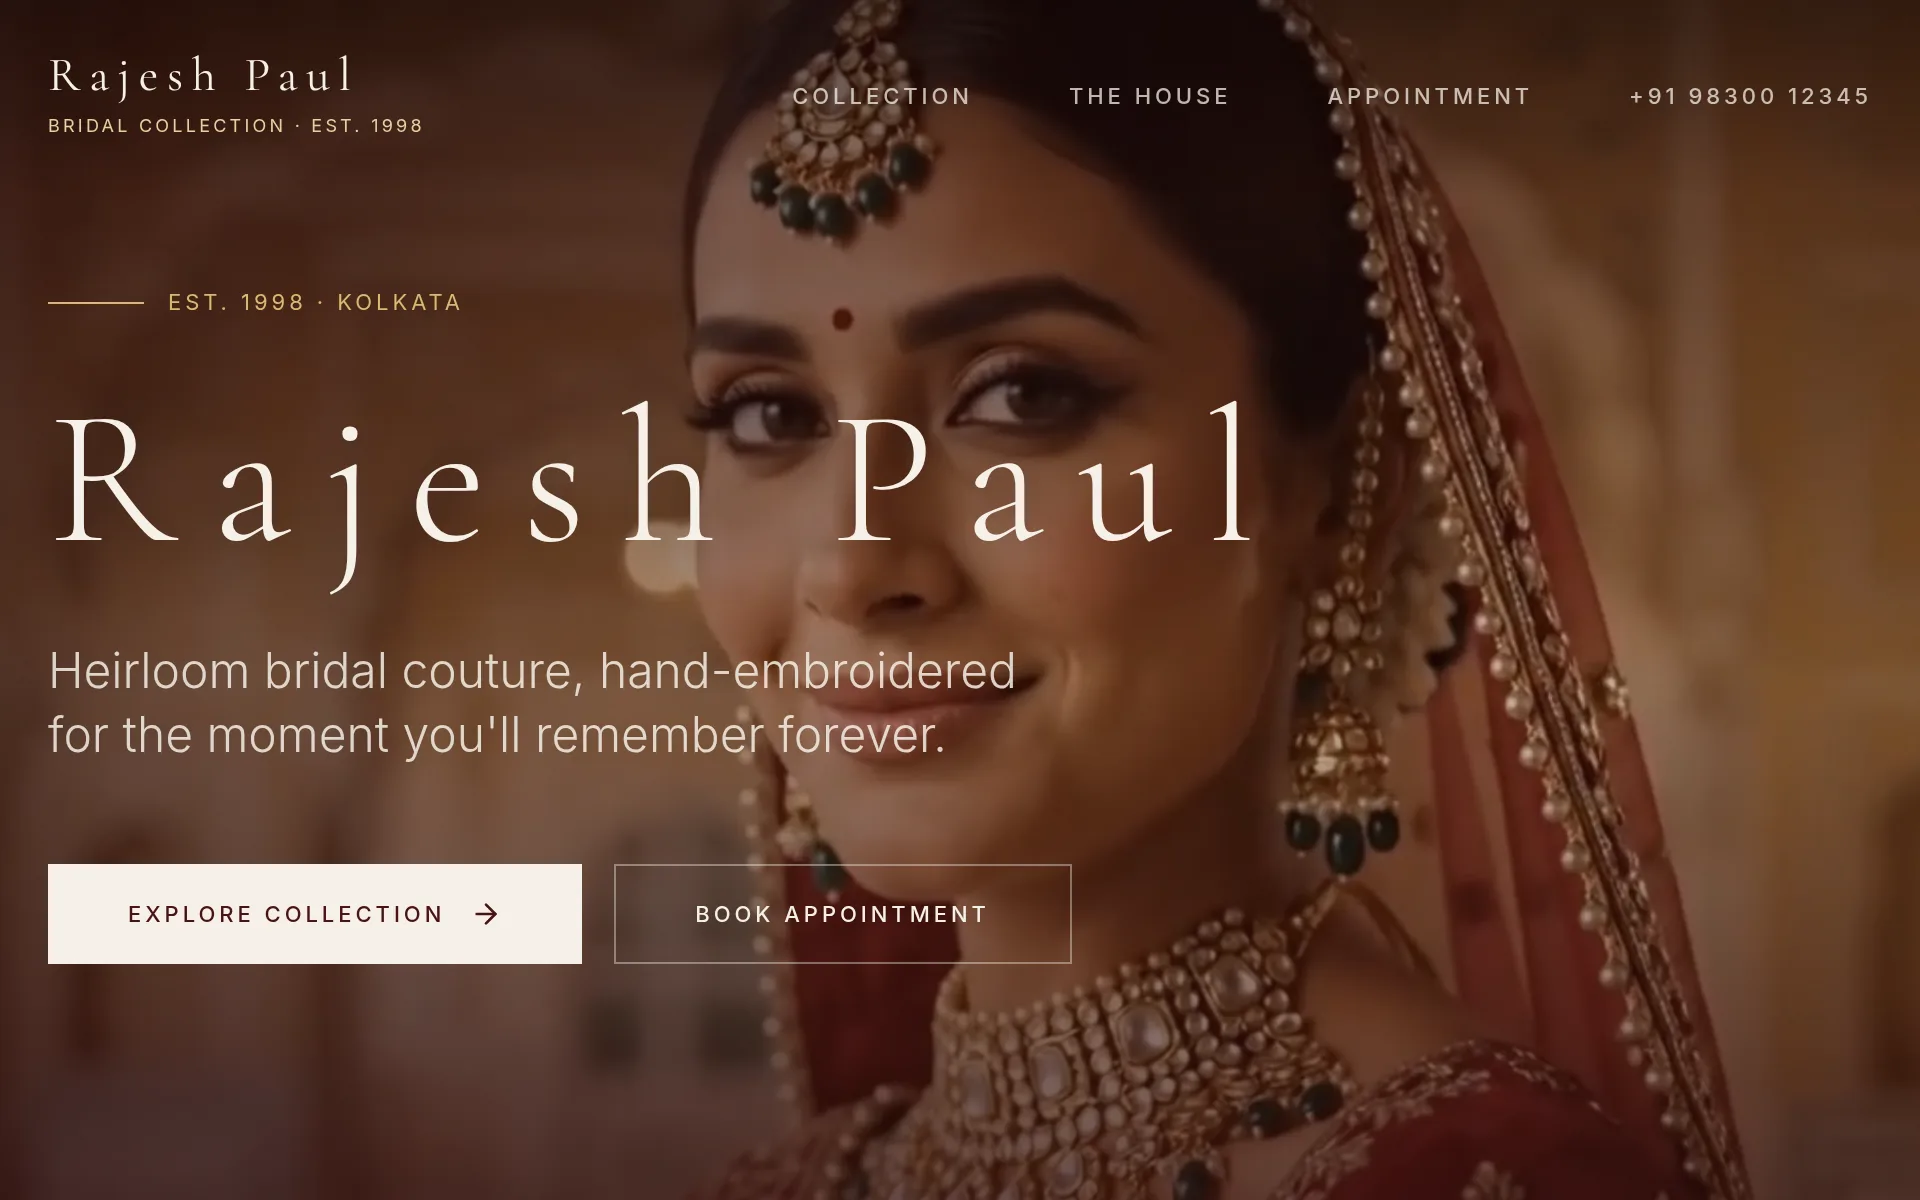 Rajesh Paul
BRIDAL COLLECTION · EST. 1998
COLLECTION
THE HOUSE
APPOINTMENT
+91 98300 12345
EST. 1998 · KOLKATA
Rajesh Paul
Heirloom bridal couture, hand-embroidered
for the moment you'll remember forever.
EXPLORE COLLECTION →
BOOK APPOINTMENT